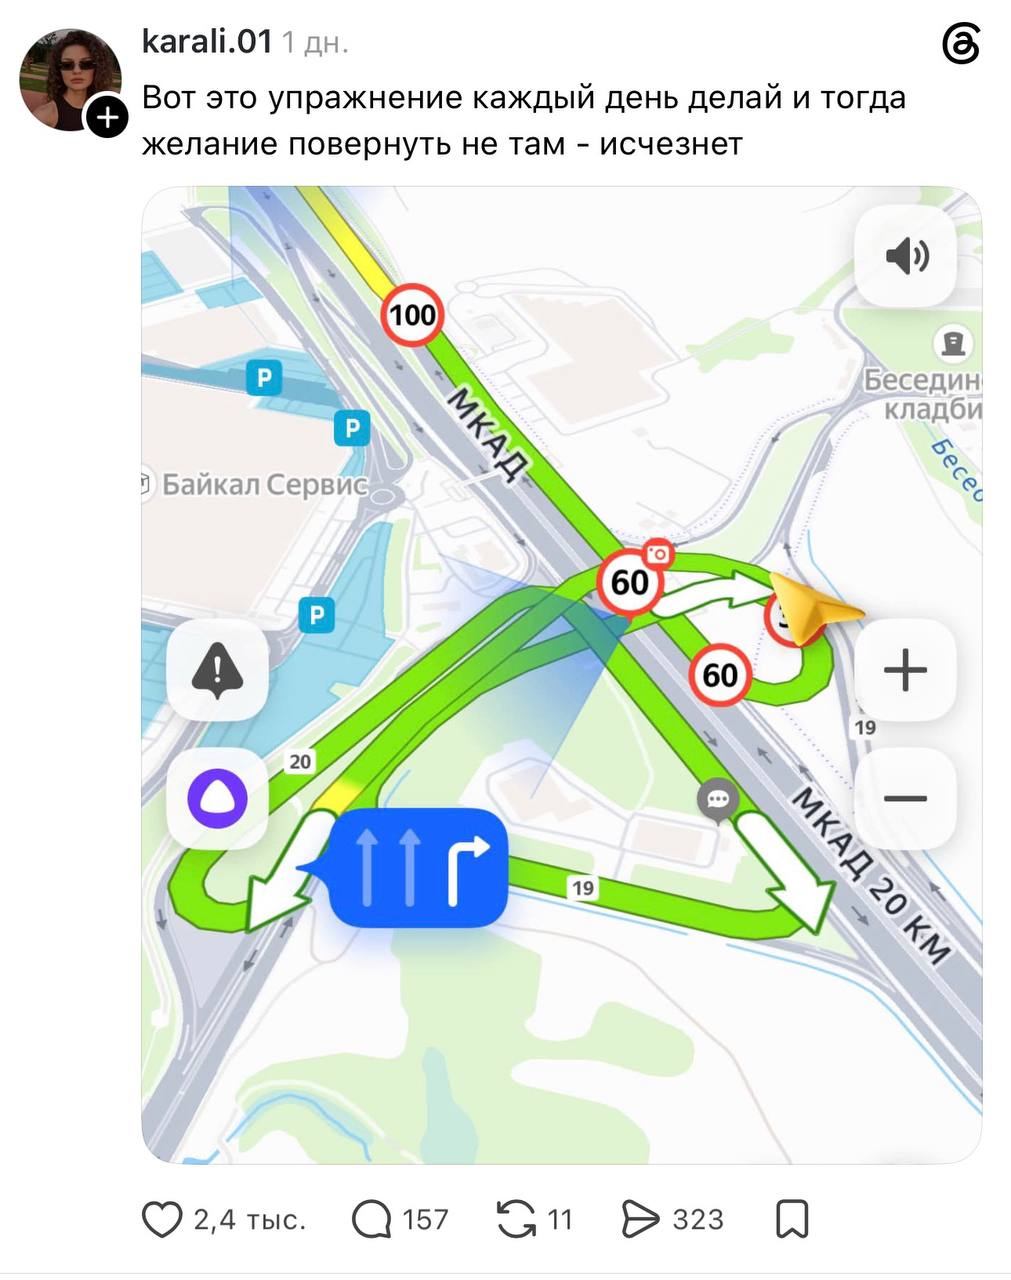 karali.01 1 дн.
Вот это упражнение каждый день делай и тогда
желание повернуть не там - исчезнет
100
P
P
Беседин
кладби
МКАД
Байкал Сервис
Бесед
60
P
60
19
20
МКАД 20 КМ
19
2,4 тыс. 157 11 323